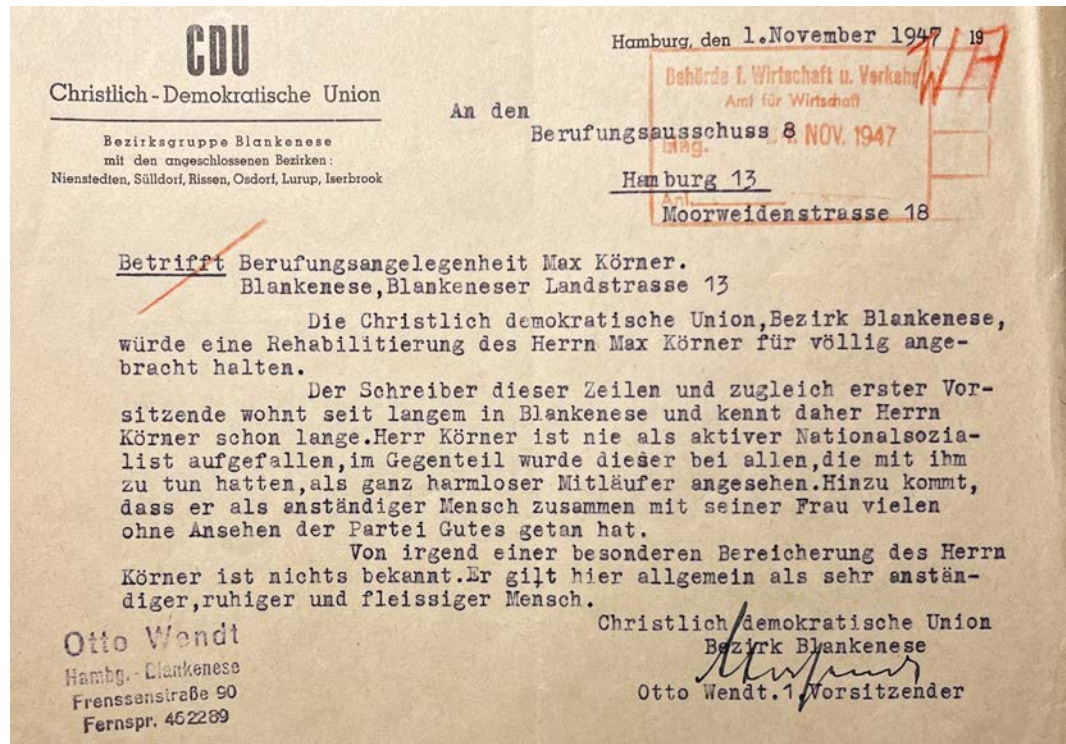 CDU
Christlich-Demokratische Union
Bezirksgruppe Blankenese
mit den angeschlossenen Bezirken:
Nienstedten, Sülldorf, Rissen, Osdorf, Lurup, Iserbrook
Hamburg, den 1.November 1947 19
Behörde f. Wirtschaft u. Verkehr
Amt für Wirtschaft
Eing. 4. NOV. 1947
Anl.
An den
Berufungsausschuss 8
Hamburg 13
Moorweidenstrasse 18
Betrifft Berufungsangelegenheit Max Körner.
Blankenese,Blankeneser Landstrasse 13
Die Christlich demokratische Union,Bezirk Blankenese,
würde eine Rehabilitierung des Herrn Max Körner für völlig ange-
bracht halten.
Der Schreiber dieser Zeilen und zugleich erster Vor-
sitzende wohnt seit langem in Blankenese und kennt daher Herrn
Körner schon lange.Herr Körner ist nie als aktiver Nationalsozia-
list aufgefallen,im Gegenteil wurde dieser bei allen,die mit ihm
zu tun hatten,als ganz harmloser Mitläufer angesehen.Hinzu kommt,
dass er als anständiger Mensch zusammen mit seiner Frau vielen
ohne Ansehen der Partei Gutes getan hat.
Von irgend einer besonderen Bereicherung des Herrn
Körner ist nichts bekannt.Er gilt hier allgemein als sehr anstän-
diger,ruhiger und fleissiger Mensch.
Christlich demokratische Union
Bezirk Blankenese
Otto Wendt.1.Vorsitzender
Otto Wendt
Hambg.-Blankenese
Frenssenstraße 90
Fernspr. 462289